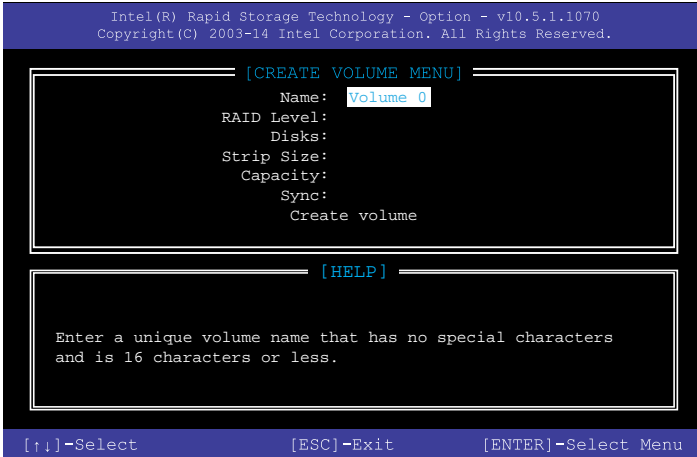 Intel(R) Rapid Storage Technology - Option - v10.5.1.1070
Copyright(C) 2003-14 Intel Corporation. All Rights Reserved.
[CREATE VOLUME MENU]
Name: Volume 0
RAID Level:
Disks:
Strip Size:
Capacity:
Sync:
Create volume
[HELP]
Enter a unique volume name that has no special characters
and is 16 characters or less.
[↑↓]-Select [ESC]-Exit [ENTER]-Select Menu